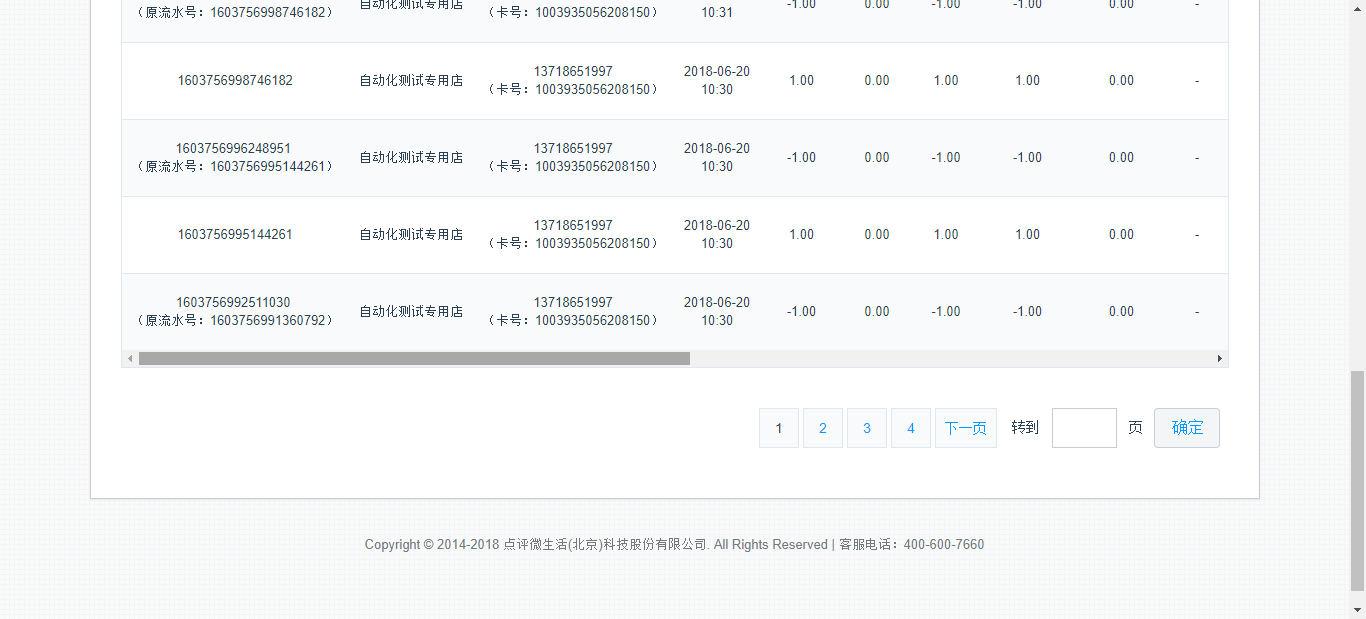 -1.00 0.00 -1.00 -1.00 0.00 -
自动化测试专用店
（原流水号：1603756998746182） （卡号：1003935056208150） 10:31
13718651997 2018-06-20
1603756998746182 自动化测试专用店 1.00 0.00 1.00 1.00 0.00 -
（卡号：1003935056208150） 10:30
1603756996248951 13718651997 2018-06-20
自动化测试专用店 -1.00 0.00 -1.00 -1.00 0.00 -
（原流水号：1603756995144261） （卡号：1003935056208150） 10:30
13718651997 2018-06-20
1603756995144261 自动化测试专用店 1.00 0.00 1.00 1.00 0.00 -
（卡号：1003935056208150） 10:30
1603756992511030 13718651997 2018-06-20
自动化测试专用店 -1.00 0.00 -1.00 -1.00 0.00 -
（原流水号：1603756991360792） （卡号：1003935056208150） 10:30
1 2 3 4 下一页 转到 页 确定
Copyright © 2014-2018 点评微生活(北京)科技股份有限公司. All Rights Reserved | 客服电话：400-600-7660